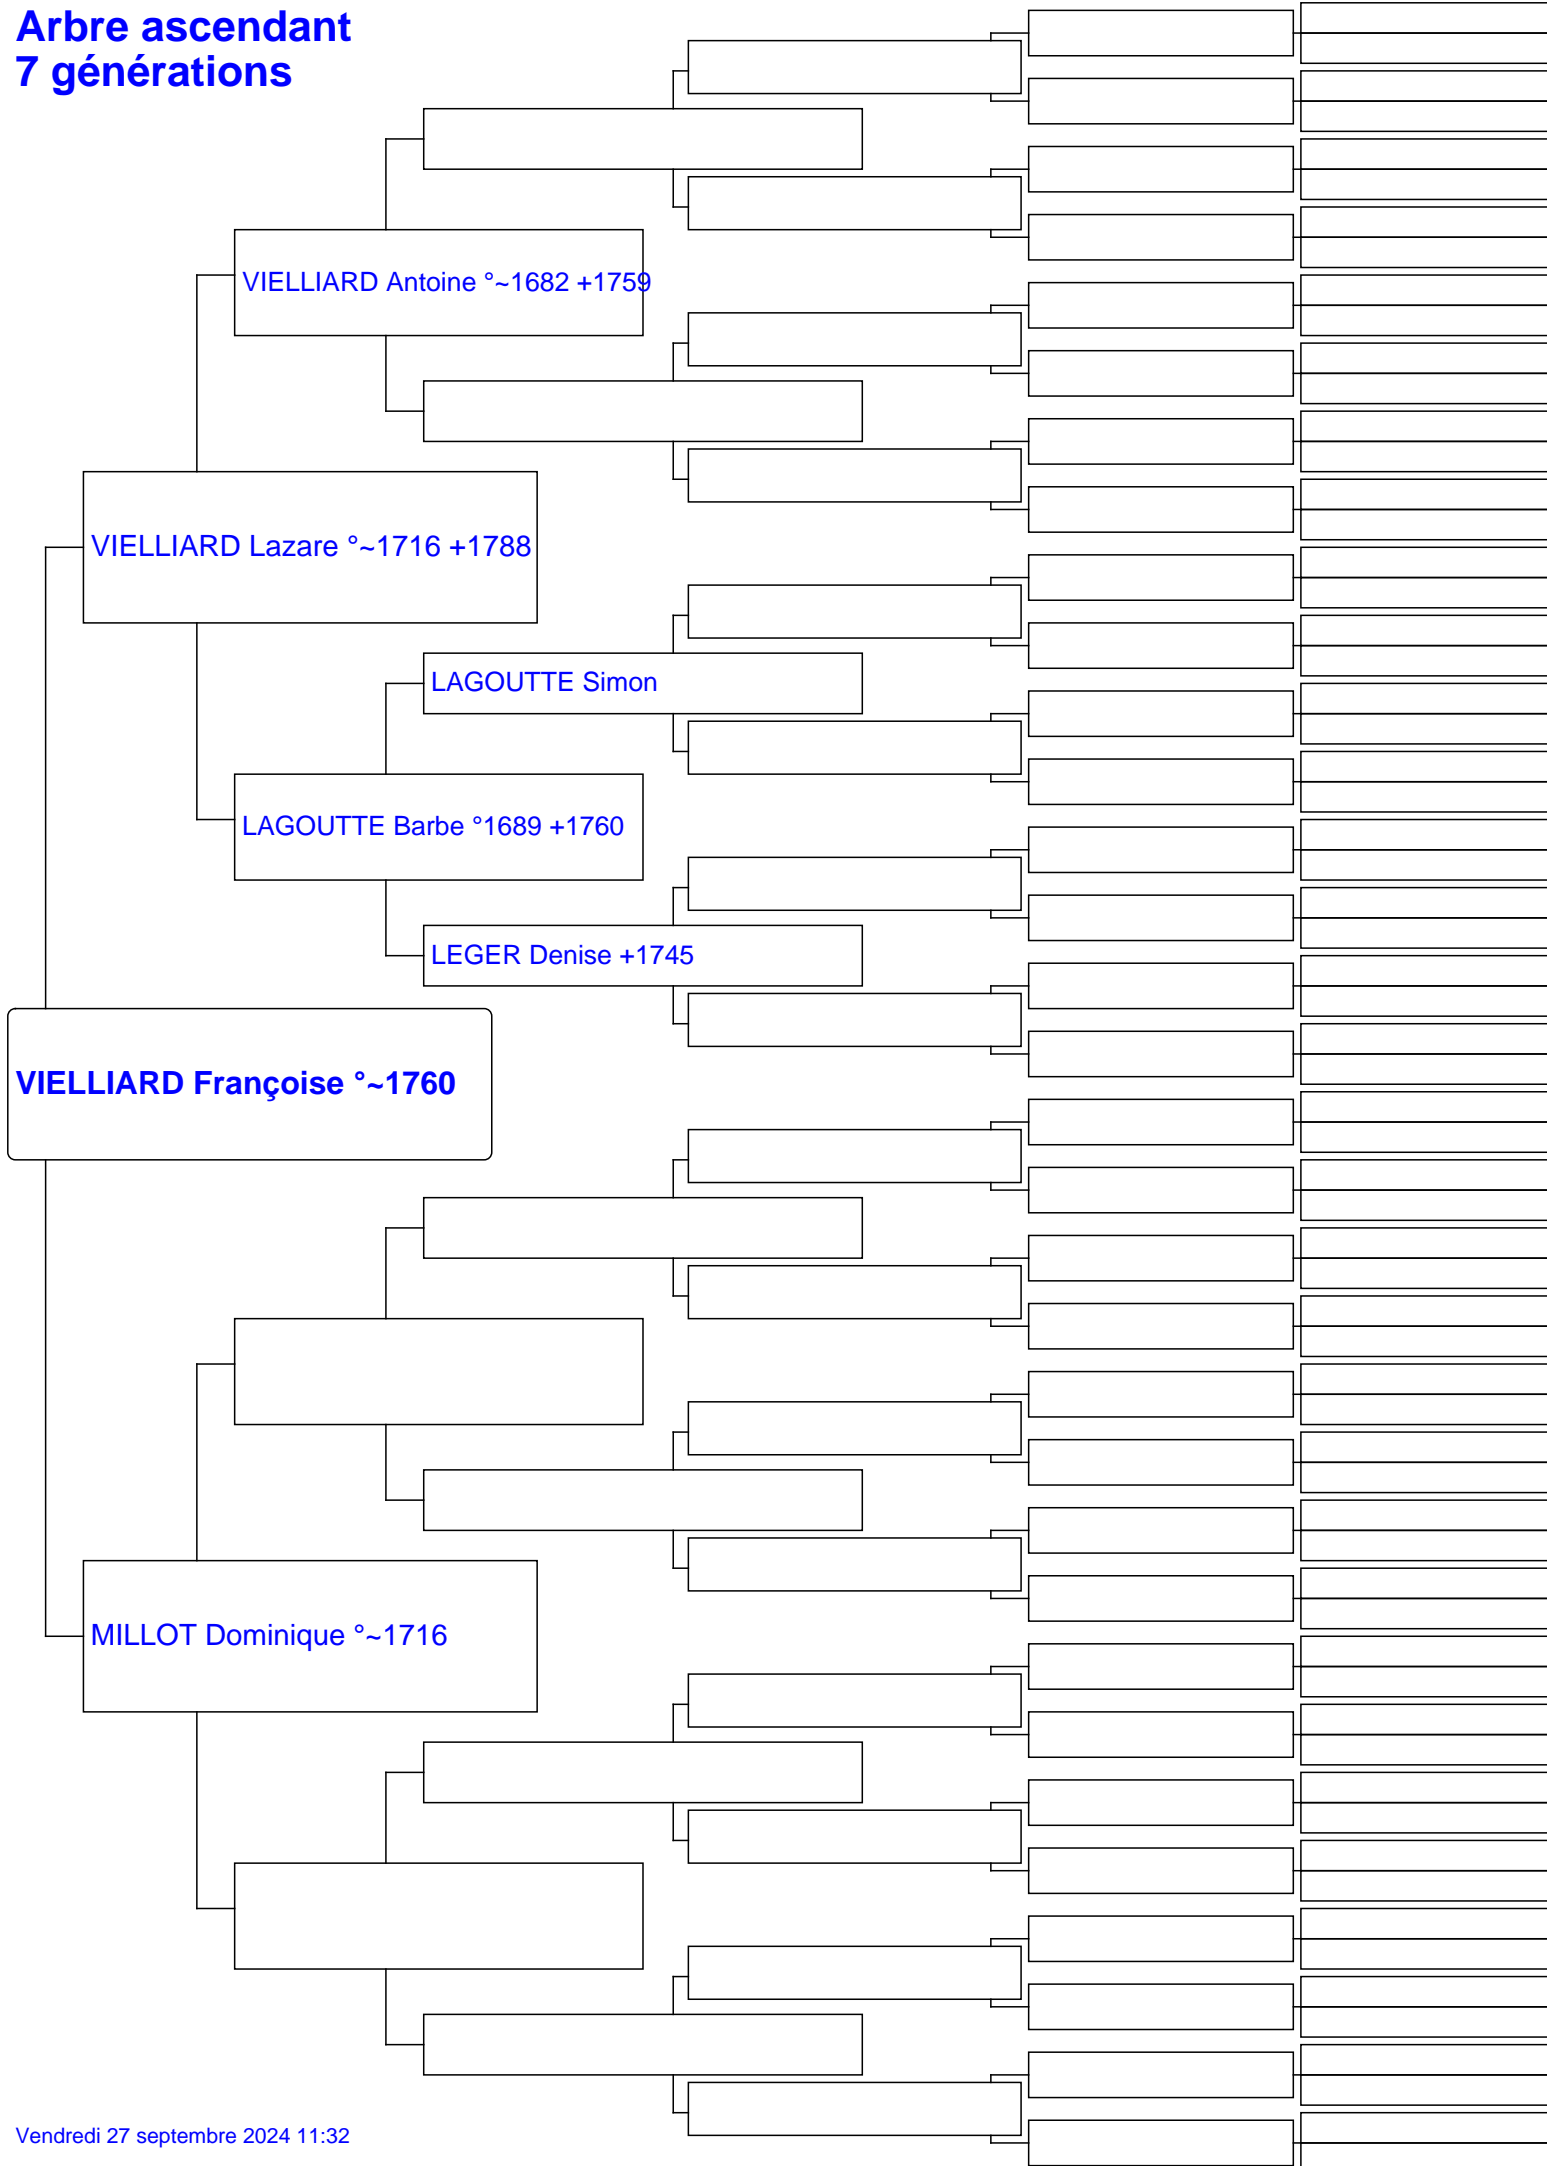 Arbre ascendant
7 générations
VIELLIARD Antoine °~1682 +1759
VIELLIARD Lazare °~1716 +1788
LAGOUTTE Simon
LAGOUTTE Barbe °1689 +1760
LEGER Denise +1745
VIELLIARD Françoise °~1760
MILLOT Dominique °~1716
Vendredi 27 septembre 2024 11:32